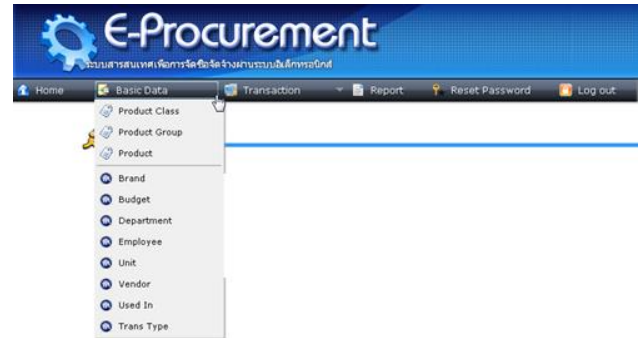 E-Procurement
ระบบสารสนเทศเพื่อการจัดซื้อจัดจ้างผ่านระบบอิเล็กทรอนิกส์
Home Basic Data Transaction Report Reset Password Log out
Product Class
Product Group
Product
Brand
Budget
Department
Employee
Unit
Vendor
Used In
Trans Type